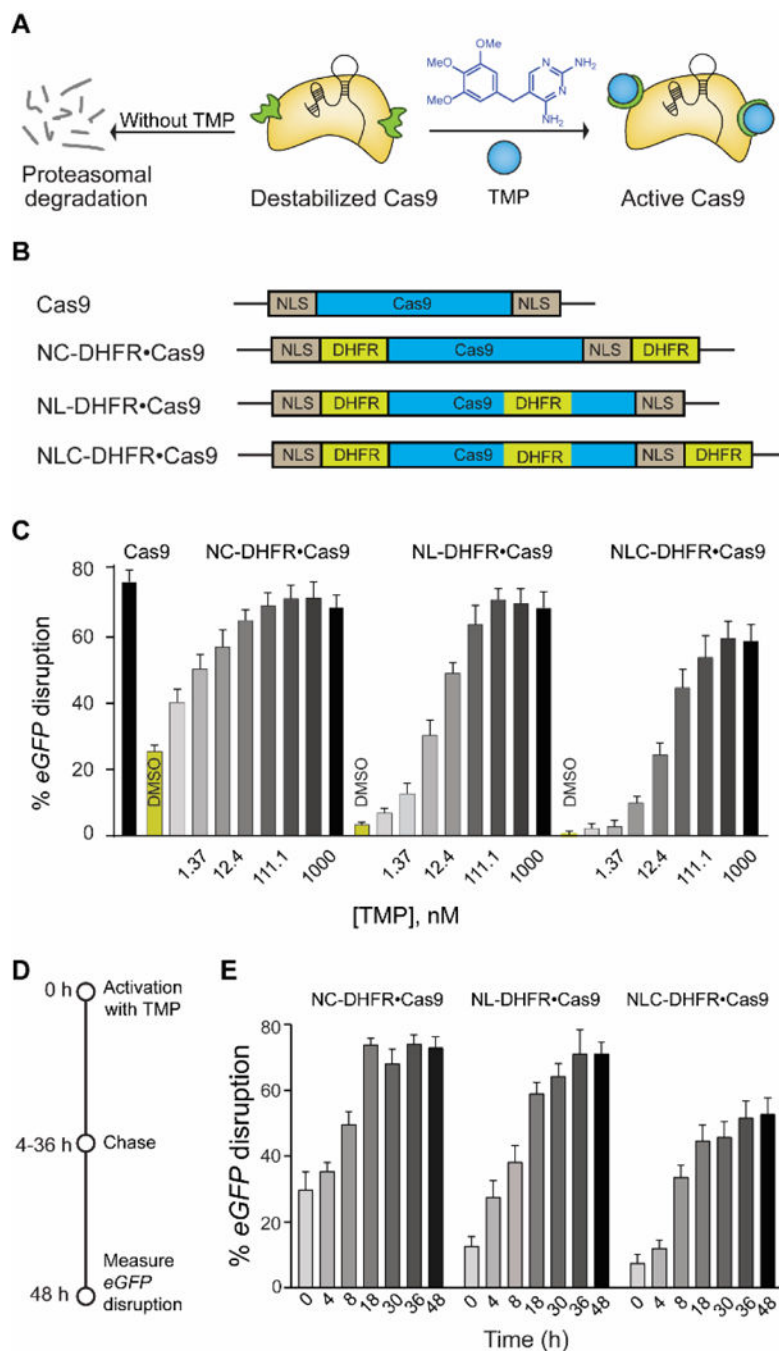 A
OMe
MeO
MeO
N
NH₂
N
NH₂
Without TMP
Proteasomal
degradation
Destabilized Cas9
TMP
Active Cas9
B
Cas9
NLS Cas9 NLS
NC-DHFR•Cas9
NLS DHFR Cas9 NLS DHFR
NL-DHFR•Cas9
NLS DHFR Cas9 DHFR NLS
NLC-DHFR•Cas9
NLS DHFR Cas9 DHFR NLS DHFR
C
Cas9 NC-DHFR•Cas9 NL-DHFR•Cas9 NLC-DHFR•Cas9
% eGFP disruption
80
60
40
20
0
DMSO DMSO DMSO
1.37 12.4 111.1 1000 1.37 12.4 111.1 1000 1.37 12.4 111.1 1000
[TMP], nM
D
0 h Activation
with TMP
4-36 h Chase
48 h Measure
eGFP
disruption
E
NC-DHFR•Cas9 NL-DHFR•Cas9 NLC-DHFR•Cas9
% eGFP disruption
80
60
40
20
0
0 4 8 18 30 36 48 0 4 8 18 30 36 48 0 4 8 18 30 36 48
Time (h)